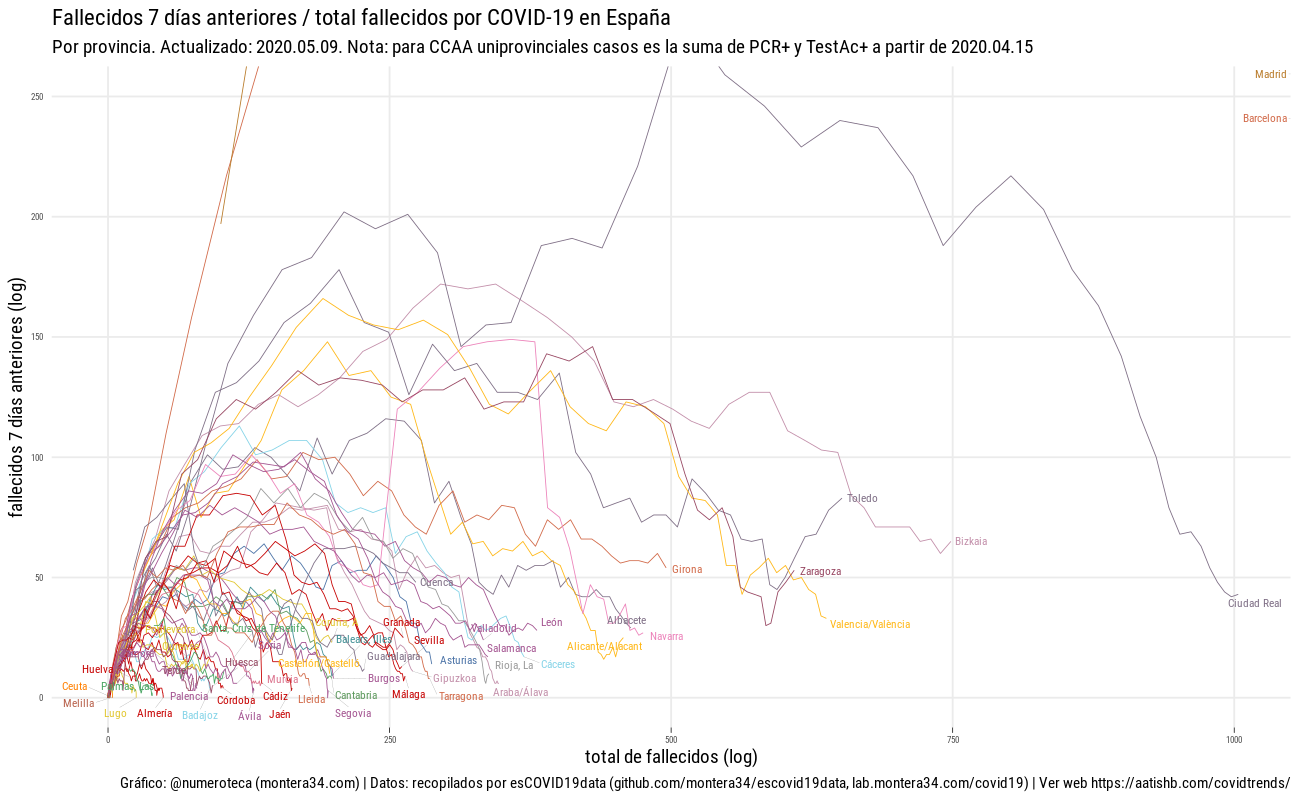 Fallecidos 7 días anteriores / total fallecidos por COVID-19 en España
Por provincia. Actualizado: 2020.05.09. Nota: para CCAA uniprovinciales casos es la suma de PCR+ y TestAc+ a partir de 2020.04.15
fallecidos 7 días anteriores (log)
250
200
150
100
50
0
Madrid
Barcelona
Toledo
Bizkaia
Girona
Zaragoza
Cuenca
Ciudad Real
Albacete
Valencia/València
Granada
Valladolid
León
Navarra
Santa Cruz de Tenerife
Balears, Illes
Sevilla
Salamanca
Alicante/Alacant
Soria
Guadalajara
Asturias
Rioja, La
Cáceres
Huesca
Castellón/Castelló
Huelva
Burgos
Gipuzkoa
Murcia
Ceuta
Palmas, Las
Melilla
Palencia
Córdoba
Cádiz
Lleida
Cantabria
Málaga
Tarragona
Araba/Álava
Lugo
Almería
Badajoz
Ávila
Jaén
Segovia
0
250
500
750
1000
total de fallecidos (log)
Gráfico: @numeroteca (montera34.com) | Datos: recopilados por esCOVID19data (github.com/montera34/escovid19data, lab.montera34.com/covid19) | Ver web https://aatishb.com/covidtrends/